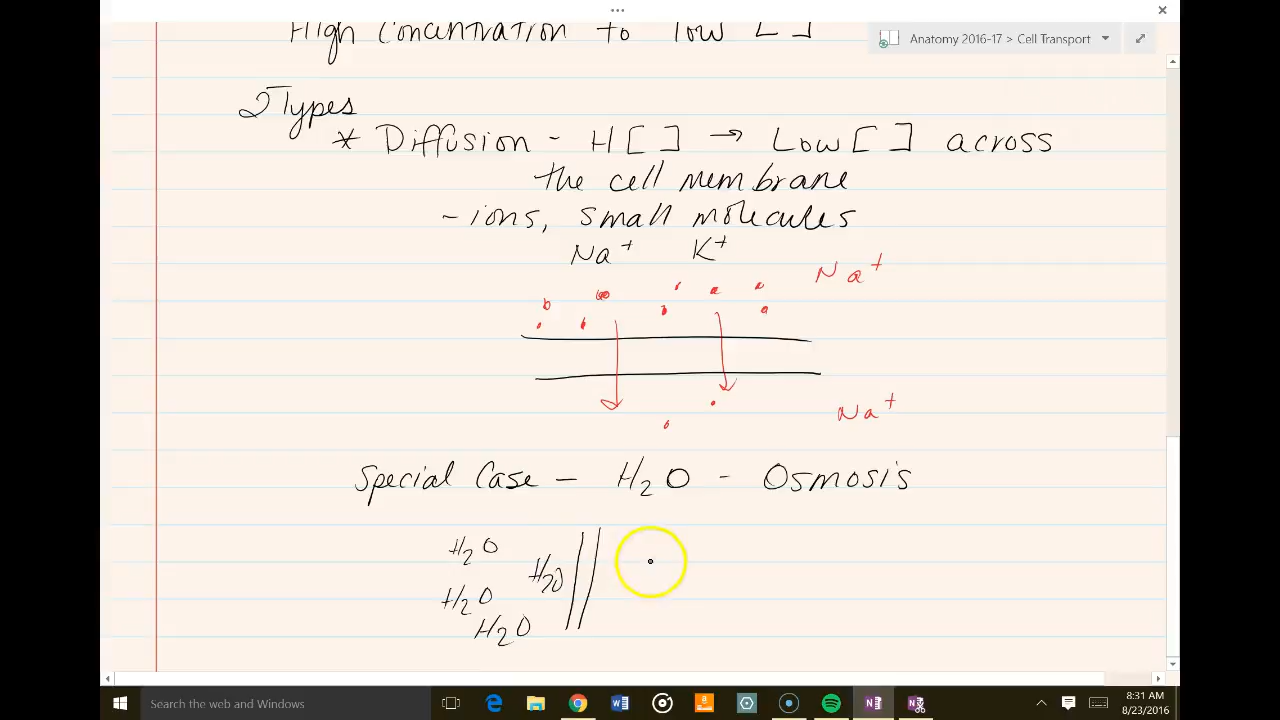 High Concentration to low [ ]
Anatomy 2016-17 > Cell Transport
2 Types
* Diffusion - H[ ] → Low [ ] across
the cell membrane
- ions, small molecules
Na+ K+
Na+
Na+
Special Case - H2O - Osmosis
H2O
H2O
H2O
H2O
Search the web and Windows
8:31 AM
8/23/2016